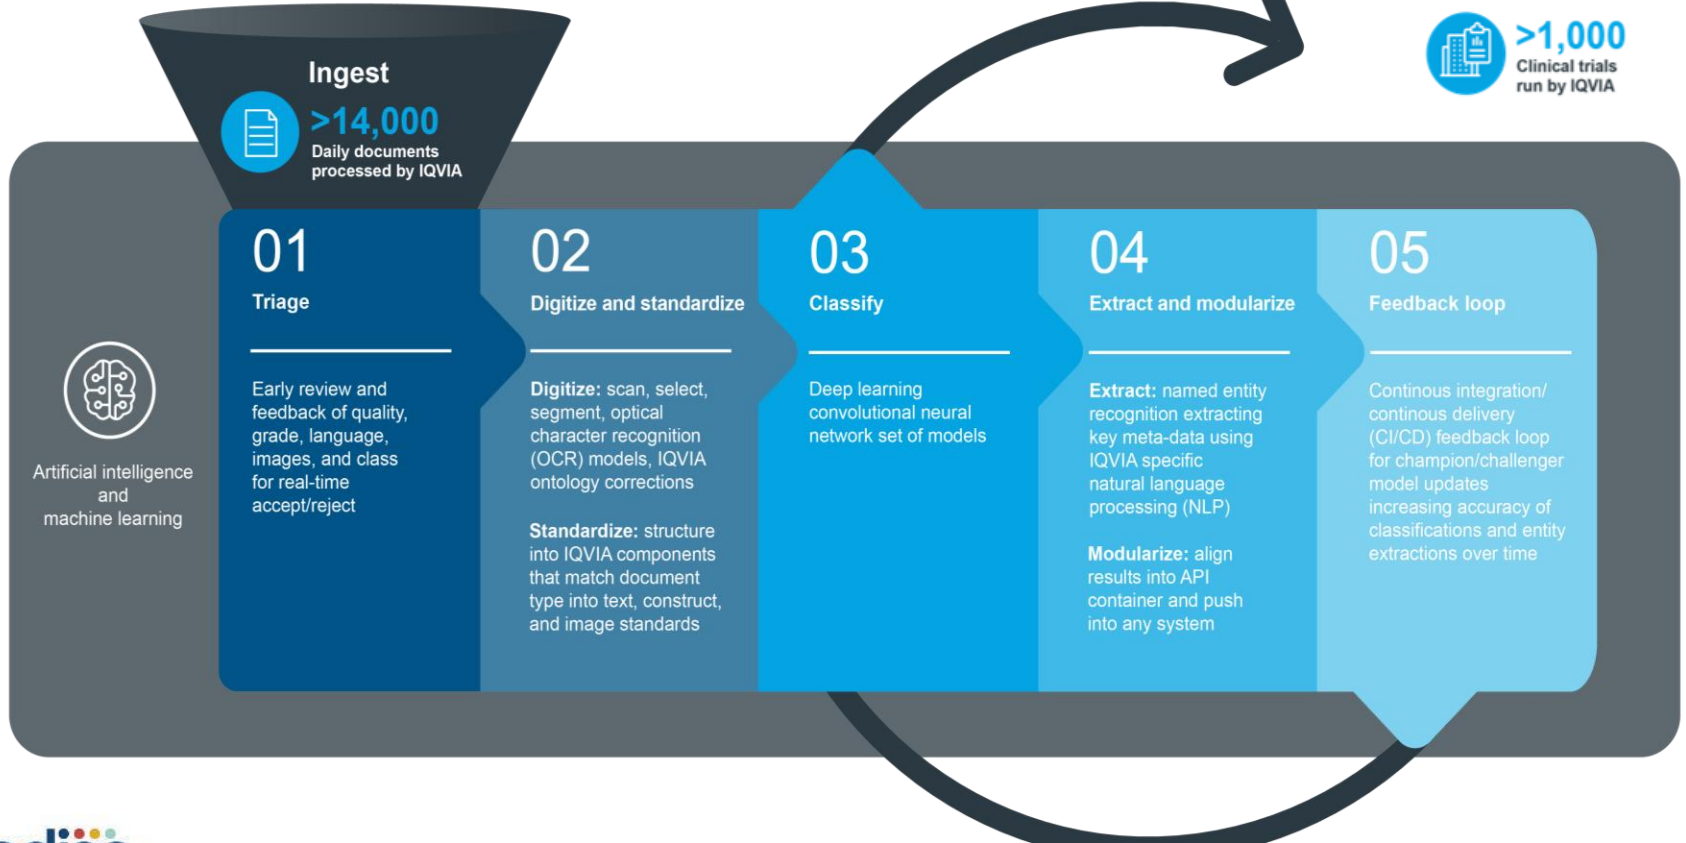 Ingest
>14,000
Daily documents
processed by IQVIA
>1,000
Clinical trials
run by IQVIA
Artificial intelligence
and
machine learning
01
Triage
Early review and
feedback of quality,
grade, language,
images, and class
for real-time
accept/reject
02
Digitize and standardize
Digitize: scan, select,
segment, optical
character recognition
(OCR) models, IQVIA
ontology corrections
Standardize: structure
into IQVIA components
that match document
type into text, construct,
and image standards
03
Classify
Deep learning
convolutional neural
network set of models
04
Extract and modularize
Extract: named entity
recognition extracting
key meta-data using
IQVIA specific
natural language
processing (NLP)
Modularize: align
results into API
container and push
into any system
05
Feedback loop
Continous integration/
continous delivery
(CI/CD) feedback loop
for champion/challenger
model updates
increasing accuracy of
classifications and entity
extractions over time